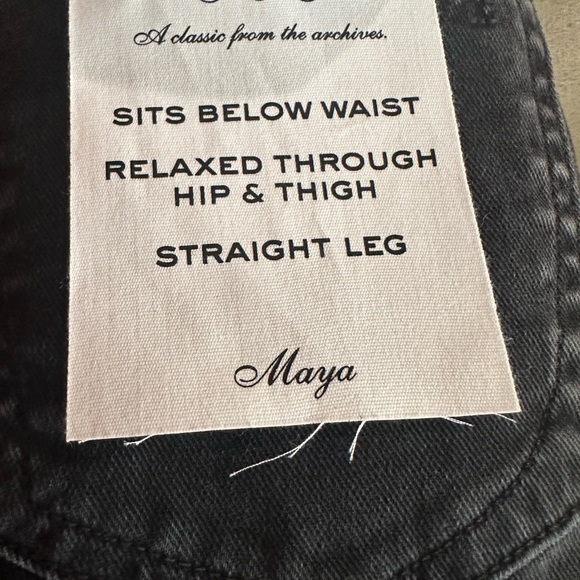 A classic from the archives.
SITS BELOW WAIST
RELAXED THROUGH
HIP & THIGH
STRAIGHT LEG
Maya